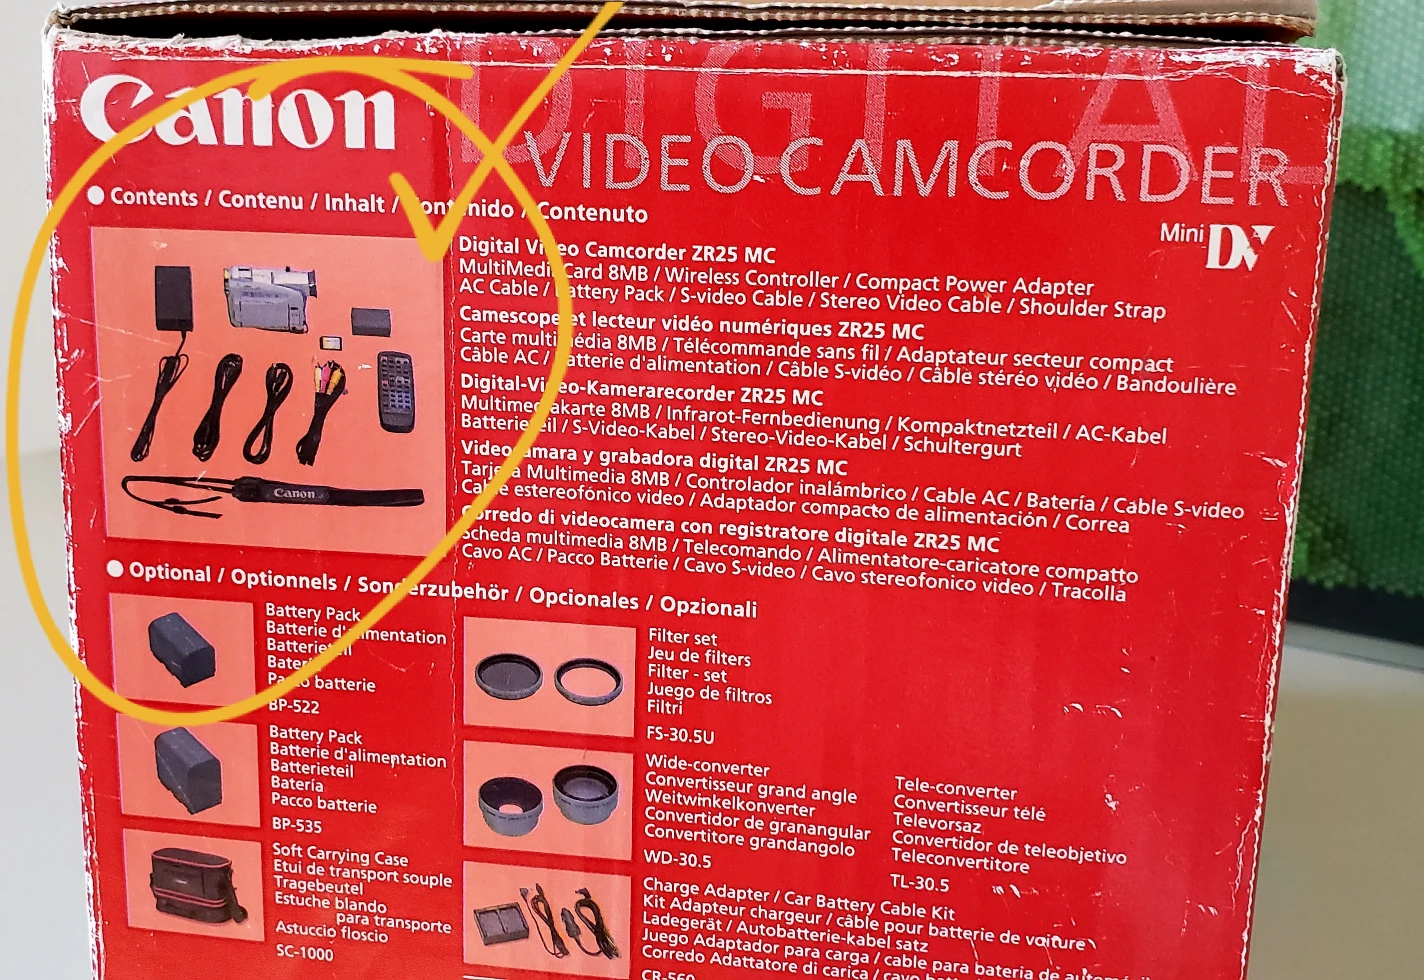 Canon
DIGITAL
VIDEO CAMCORDER
Mini DV
● Contents / Contenu / Inhalt / Contenido / Contenuto
Digital Video Camcorder ZR25 MC
MultiMediaCard 8MB / Wireless Controller / Compact Power Adapter
AC Cable / Battery Pack / S-video Cable / Stereo Video Cable / Shoulder Strap
Camescope et lecteur vidéo numériques ZR25 MC
Carte multimédia 8MB / Télécommande sans fil / Adaptateur secteur compact
Câble AC / Batterie d'alimentation / Câble S-vidéo / Câble stéréo vidéo / Bandoulière
Digital-Video-Kamerarecorder ZR25 MC
Multimediakarte 8MB / Infrarot-Fernbedienung / Kompaktnetzteil / AC-Kabel
Batterieteil / S-Video-Kabel / Stereo-Video-Kabel / Schultergurt
Videocámara y grabadora digital ZR25 MC
Tarjeta Multimedia 8MB / Controlador inalámbrico / Cable AC / Batería / Cable S-vídeo
Cable estereofónico video / Adaptador compacto de alimentación / Correa
Corredo di videocamera con registratore digitale ZR25 MC
Scheda multimedia 8MB / Telecomando / Alimentatore-caricatore compatto
Cavo AC / Pacco Batterie / Cavo S-video / Cavo stereofonico video / Tracolla
Canon
● Optional / Optionnels / Sonderzubehör / Opcionales / Opzionali
Battery Pack
Batterie d'alimentation
Batterieteil
Batería
Pacco batterie
BP-522
Battery Pack
Batterie d'alimentation
Batterieteil
Bateria
Pacco batterie
BP-535
Soft Carrying Case
Etui de transport souple
Tragebeutel
Estuche blando
para transporte
Astuccio floscio
SC-1000
Filter set
Jeu de filters
Filter - set
Juego de filtros
Filtri
FS-30.5U
Wide-converter
Convertisseur grand angle
Weitwinkelkonverter
Convertidor de granangular
Convertitore grandangolo
WD-30.5
Tele-converter
Convertisseur télé
Televorsaz
Convertidor de teleobjetivo
Teleconvertitore
TL-30.5
Charge Adapter / Car Battery Cable Kit
Kit Adapteur chargeur / câble pour batterie de voiture
Ladegerät / Autobatterie-kabel satz
Juego Adaptador para carga / cable para batería de automóvil
Corredo Adattatore di carica / cavo
CR-560